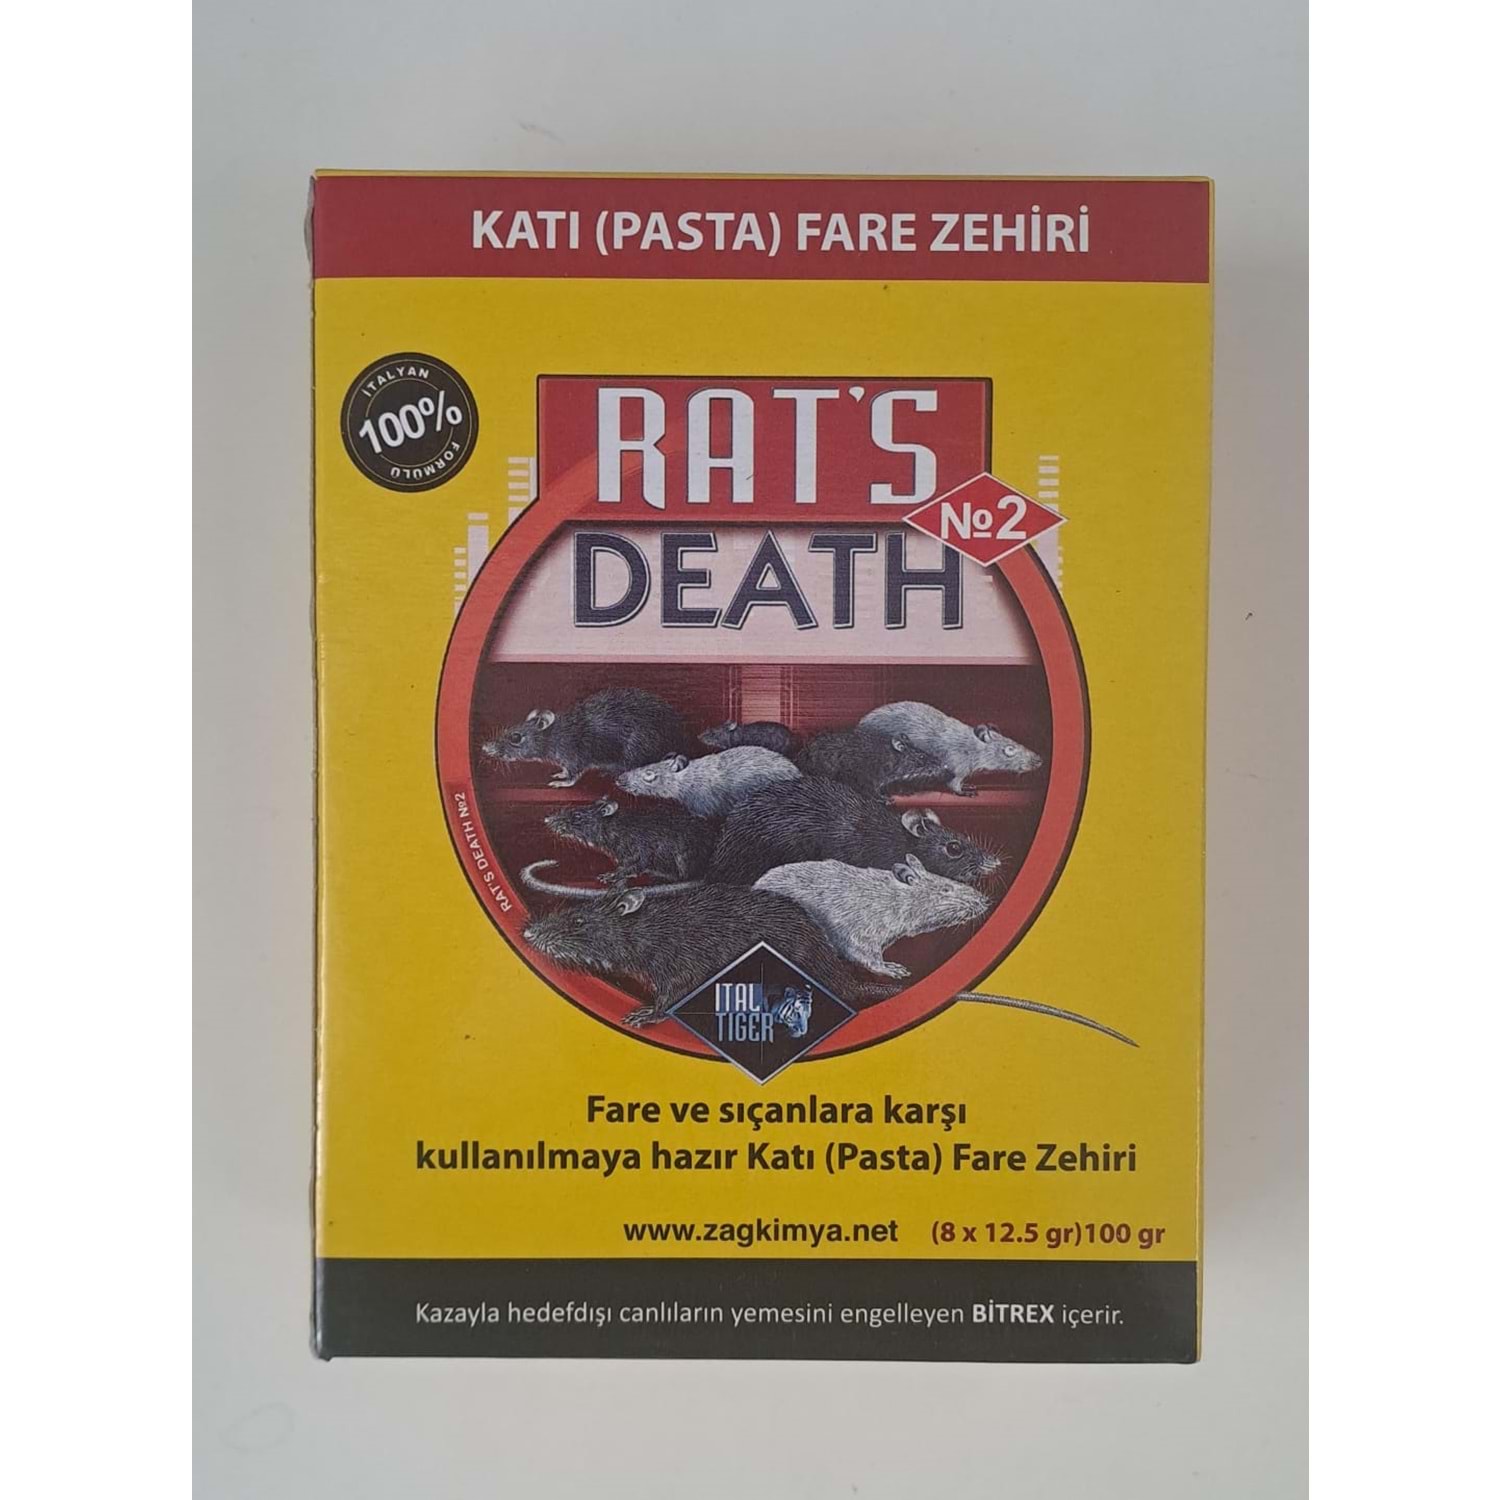 KATI (PASTA) FARE ZEHİRİ
İTALYAN
100%
FORMÜLÜ
RAT'S
№2
DEATH
RAT'S DEATH №2
ITAL
TIGER
Fare ve sıçanlara karşı
kullanılmaya hazır Katı (Pasta) Fare Zehiri
www.zagkimya.net (8 x 12.5 gr)100 gr
Kazayla hedefdışı canlıların yemesini engelleyen BİTREX içerir.